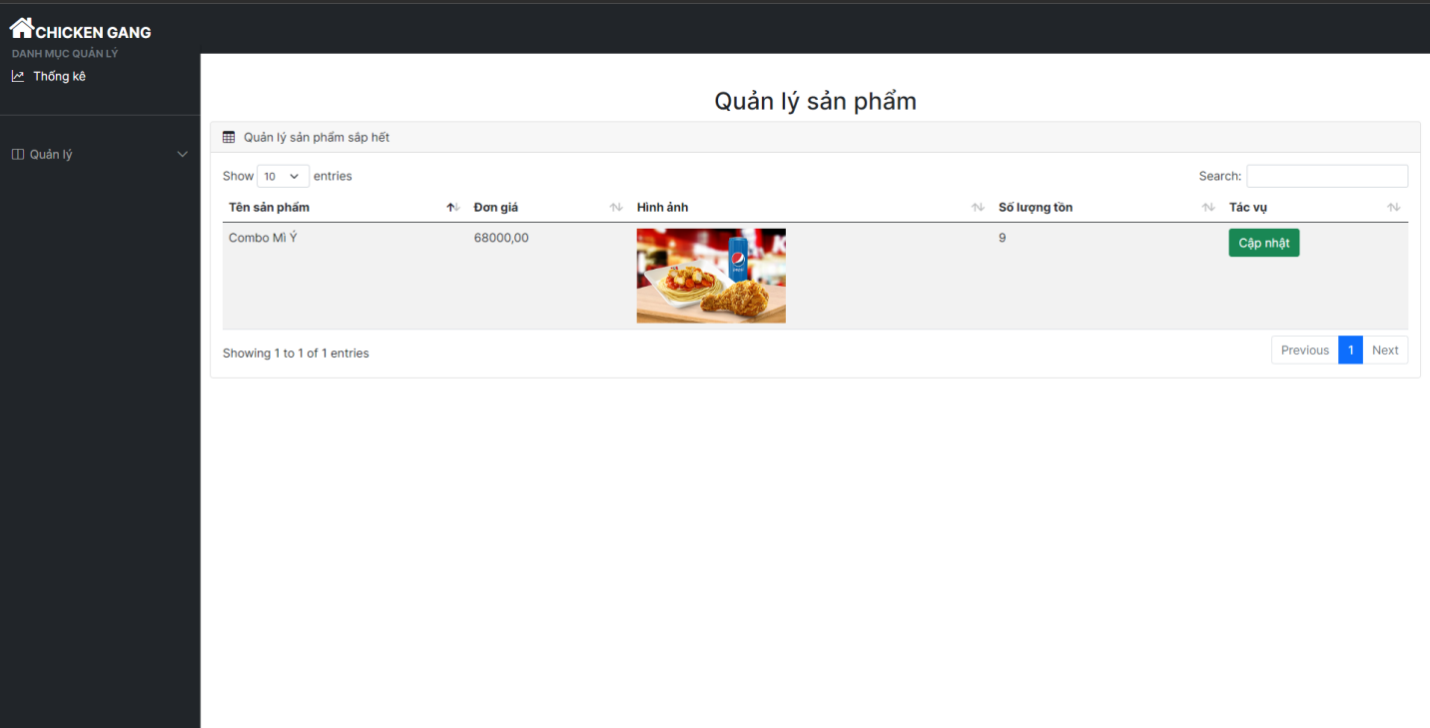 CHICKEN GANG
DANH MỤC QUẢN LÝ
Thống kê
Quản lý
Quản lý sản phẩm
Quản lý sản phẩm sắp hết
Show 10 entries
Search:
Tên sản phẩm Đơn giá Hình ảnh Số lượng tồn Tác vụ
Combo Mì Ý 68000,00 9 Cập nhật
pepsi
Showing 1 to 1 of 1 entries
Previous 1 Next